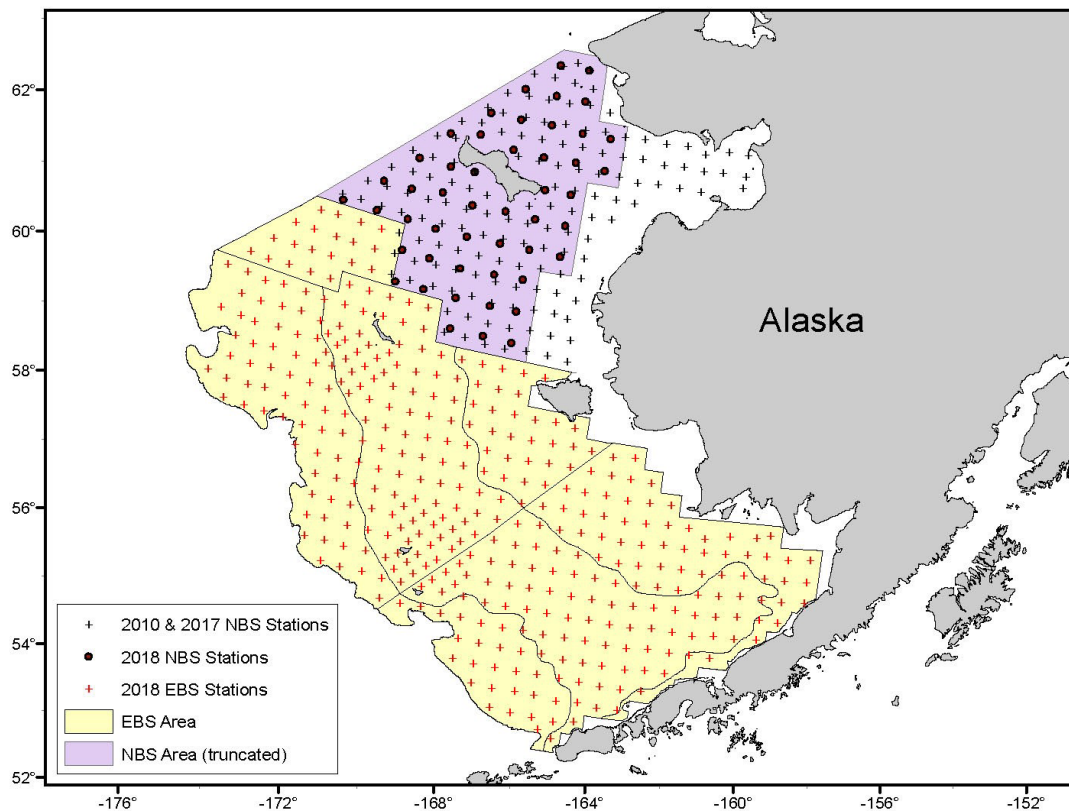 62°
60°
58°
56°
54°
52°
Alaska
2010 & 2017 NBS Stations
2018 NBS Stations
2018 EBS Stations
EBS Area
NBS Area (truncated)
-176°
-172°
-168°
-164°
-160°
-156°
-152°